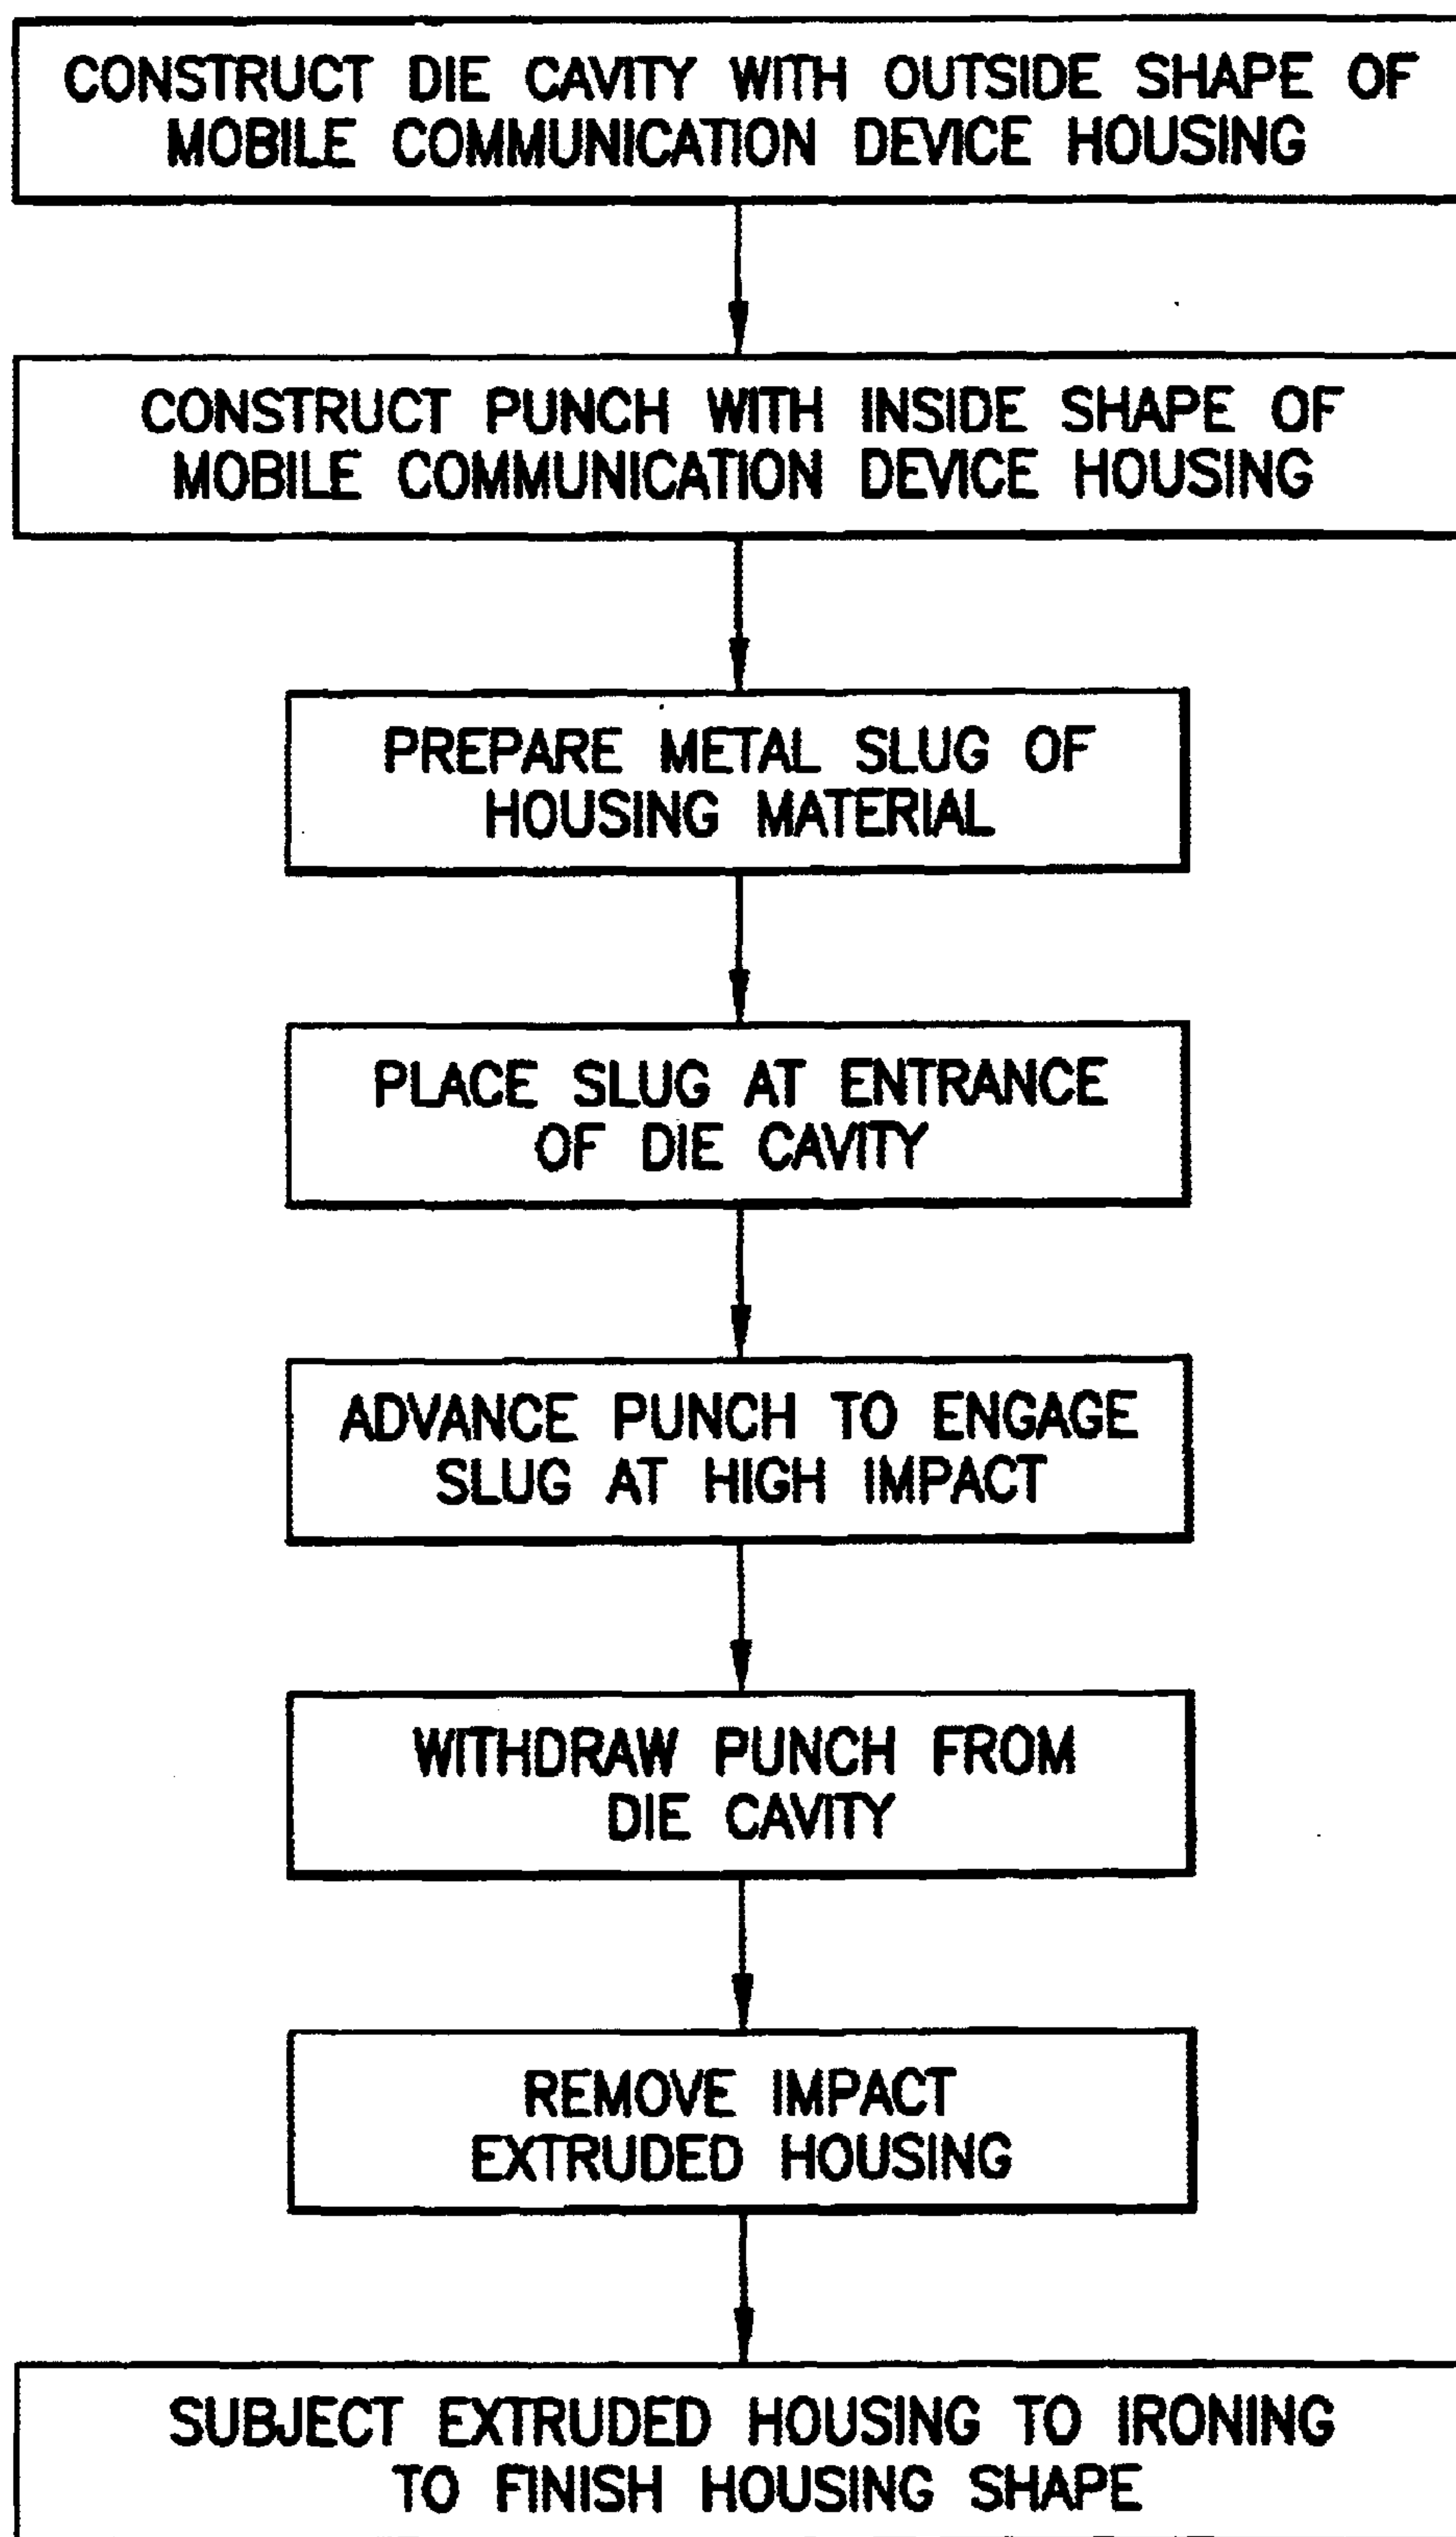 CONSTRUCT DIE CAVITY WITH OUTSIDE SHAPE OF
MOBILE COMMUNICATION DEVICE HOUSING
CONSTRUCT PUNCH WITH INSIDE SHAPE OF
MOBILE COMMUNICATION DEVICE HOUSING
PREPARE METAL SLUG OF
HOUSING MATERIAL
PLACE SLUG AT ENTRANCE
OF DIE CAVITY
ADVANCE PUNCH TO ENGAGE
SLUG AT HIGH IMPACT
WITHDRAW PUNCH FROM
DIE CAVITY
REMOVE IMPACT
EXTRUDED HOUSING
SUBJECT EXTRUDED HOUSING TO IRONING
TO FINISH HOUSING SHAPE